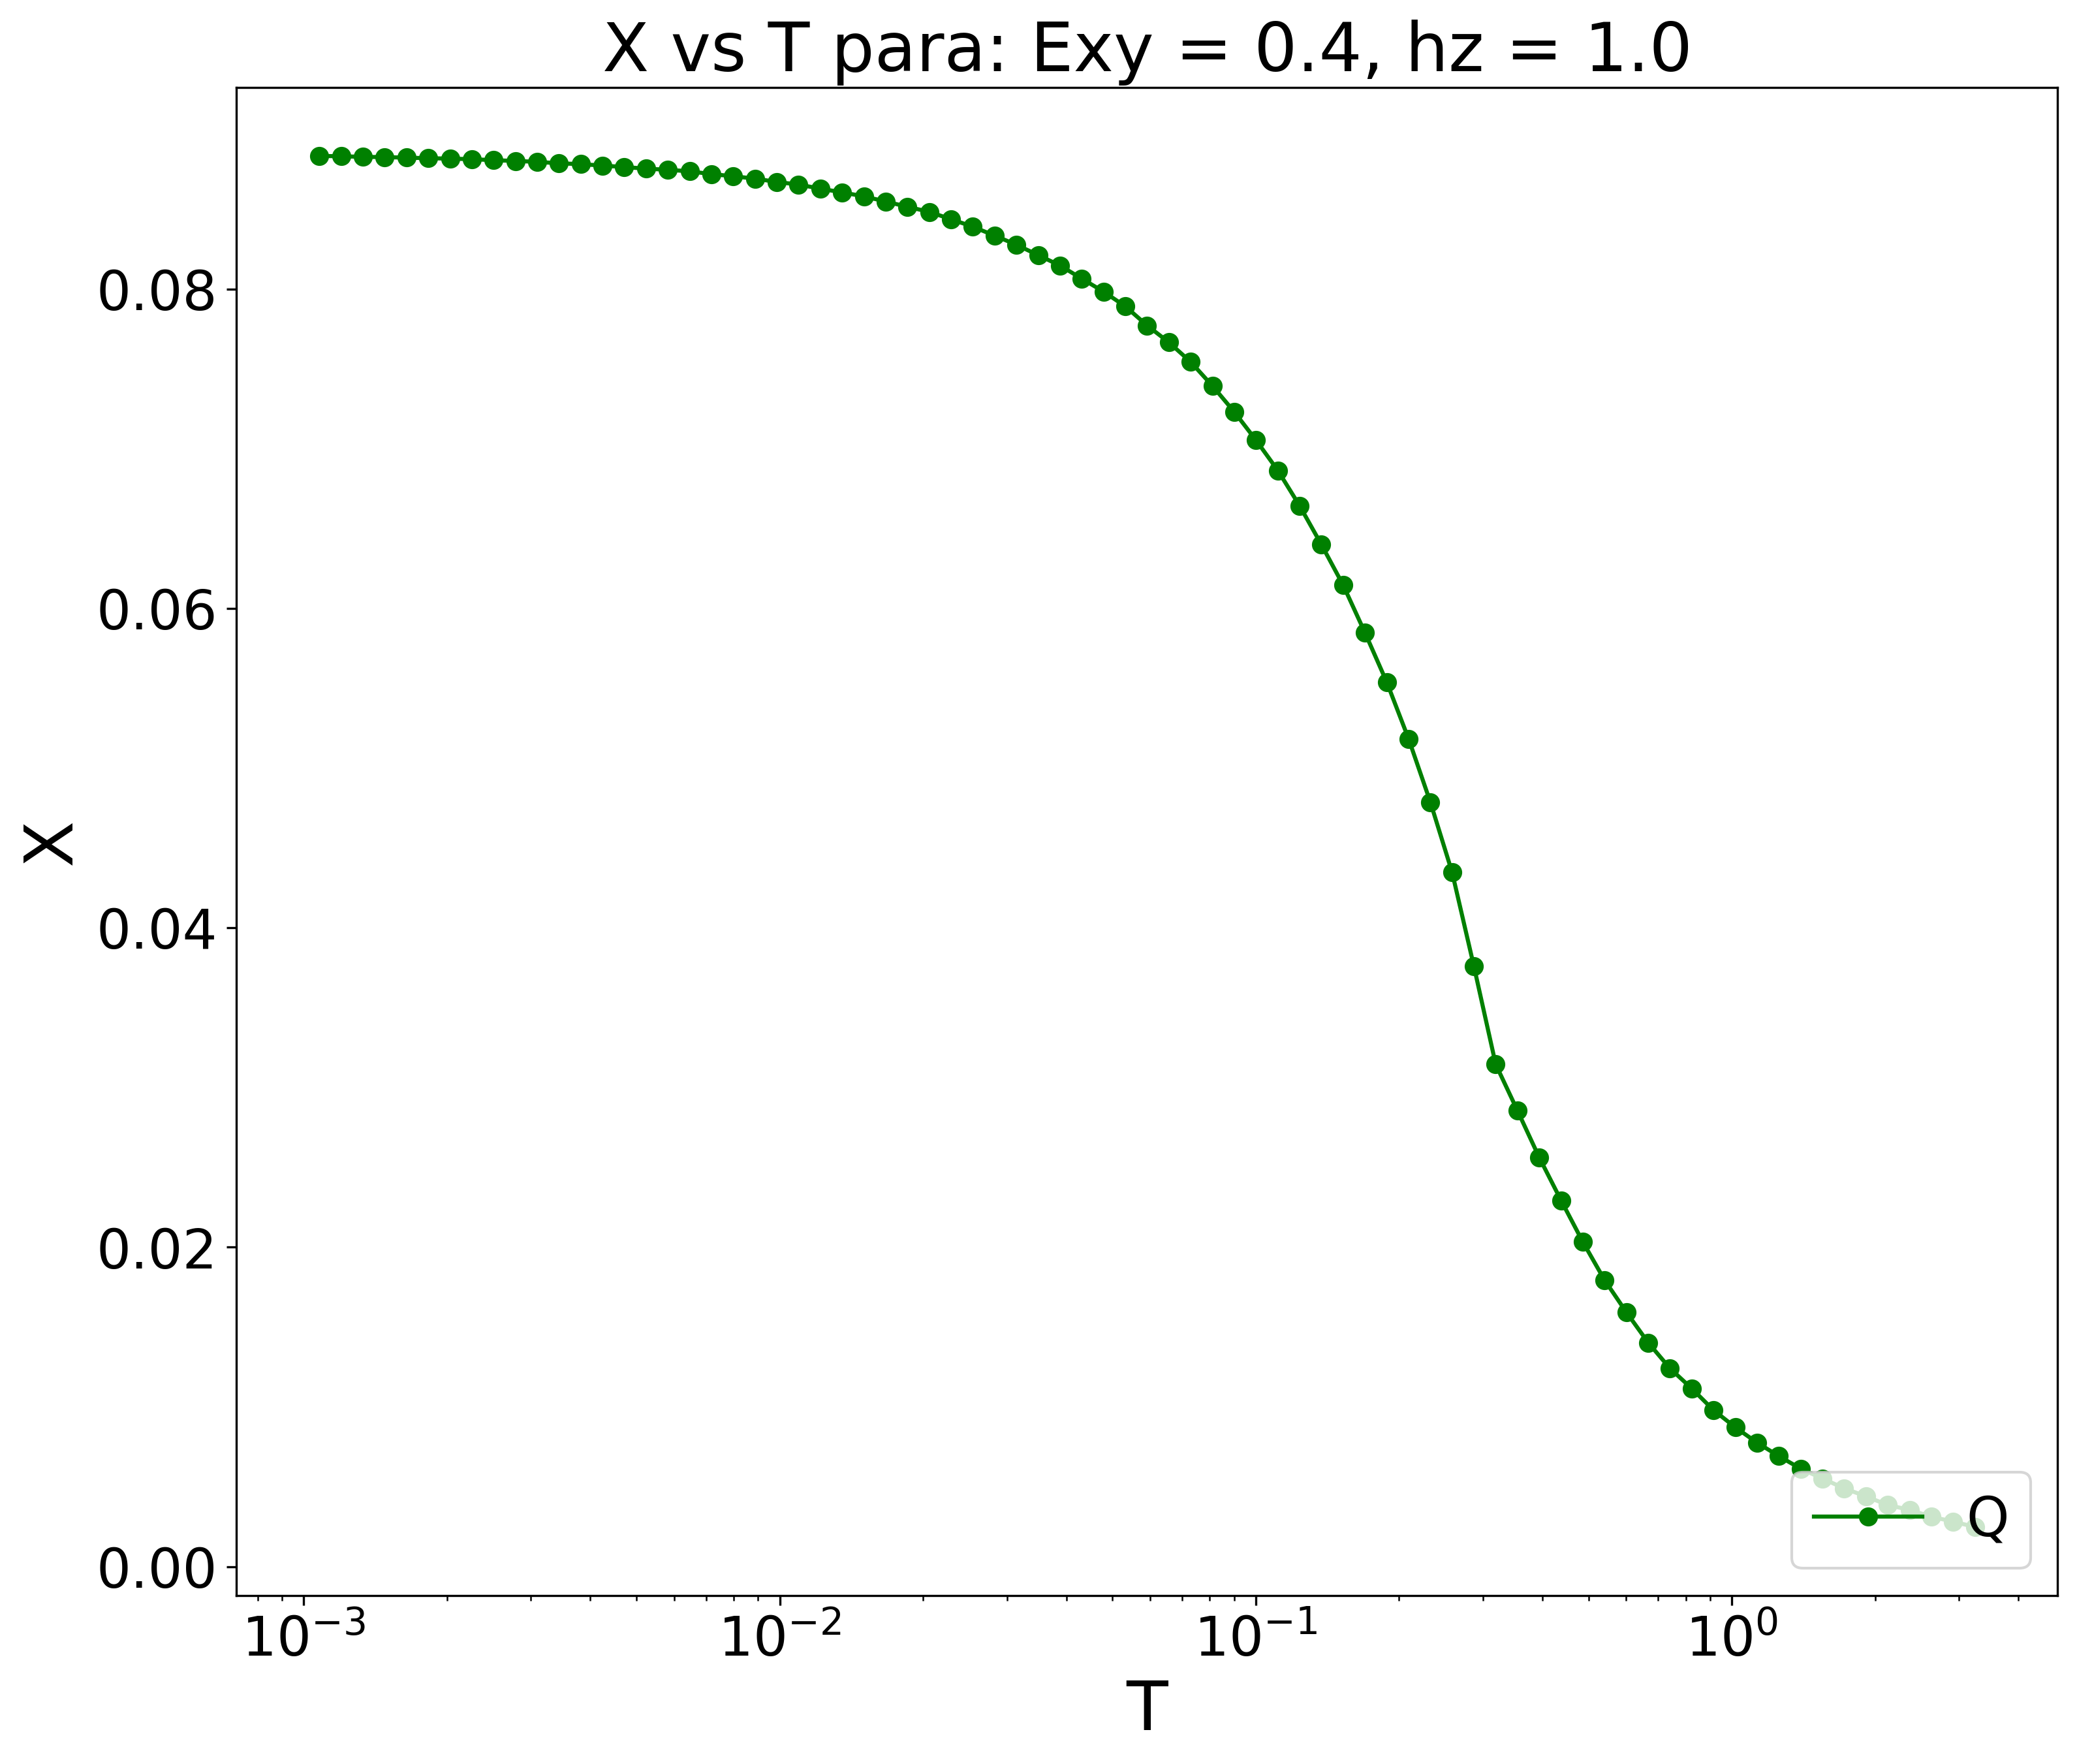 X vs T para: Exy = 0.4, hz = 1.0
X
0.08
0.06
0.04
0.02
0.00
10⁻³ 10⁻² 10⁻¹ 10⁰
T
Q